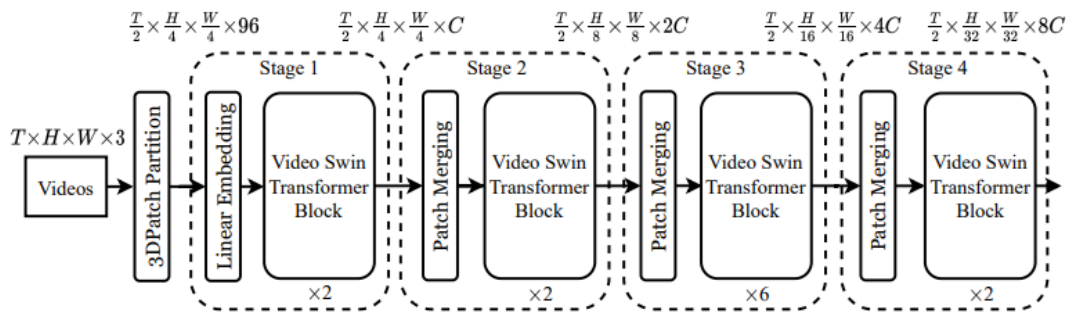 T/2 × H/4 × W/4 × 96
T/2 × H/4 × W/4 × C
T/2 × H/8 × W/8 × 2C
T/2 × H/16 × W/16 × 4C
T/2 × H/32 × W/32 × 8C
T×H×W×3
Videos
3DPatch Partition
Stage 1
Linear Embedding
Video Swin
Transformer
Block
×2
Stage 2
Patch Merging
Video Swin
Transformer
Block
×2
Stage 3
Patch Merging
Video Swin
Transformer
Block
×6
Stage 4
Patch Merging
Video Swin
Transformer
Block
×2